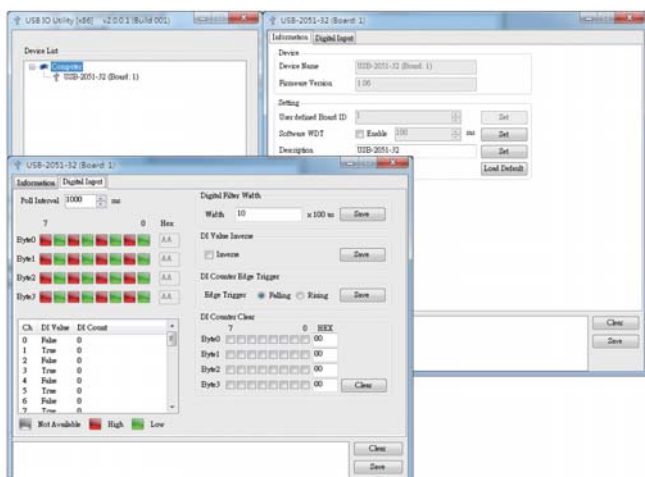 USB IO Utility [x86] v2.0.0.1 (Build 001)
Device List
Computer
USB-2051-32 (Board: 1)
USB-2051-32 (Board: 1)
Information Digital Input
Device
Device Name USB-2051-32 (Board: 1)
Firmware Version 1.06
Setting
User defined Board ID 1 Set
Software WDT Enable 100 ms Set
Description USB-2051-32 Set
Load Default
Clear
Save
USB-2051-32 (Board: 1)
Information Digital Input
Poll Interval 1000 ms
7 0 Hex
Byte0 AA
Byte1 AA
Byte2 AA
Byte3 AA
Ch DI Value DI Count
0 False 0
1 True 0
2 False 0
3 True 0
4 False 0
5 True 0
6 False 0
7 True 0
Not Available High Low
Digital Filter Width
Width 10 x 100 us Save
DI Value Inverse
Inverse Save
DI Counter Edge Trigger
Edge Trigger Falling Rising Save
DI Counter Clear
7 0 HEX
Byte0 00
Byte1 00
Byte2 00
Byte3 00 Clear
Clear
Save